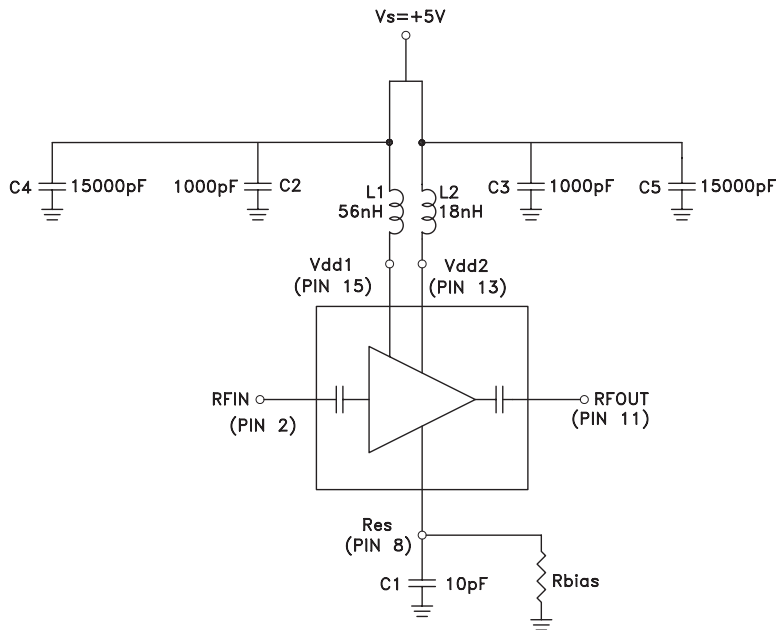 Vs=+5V
C4 15000pF
1000pF C2
L1
56nH
L2
18nH
C3 1000pF
C5 15000pF
Vdd1
(PIN 15)
Vdd2
(PIN 13)
RFIN
(PIN 2)
RFOUT
(PIN 11)
Res
(PIN 8)
C1 10pF
Rbias